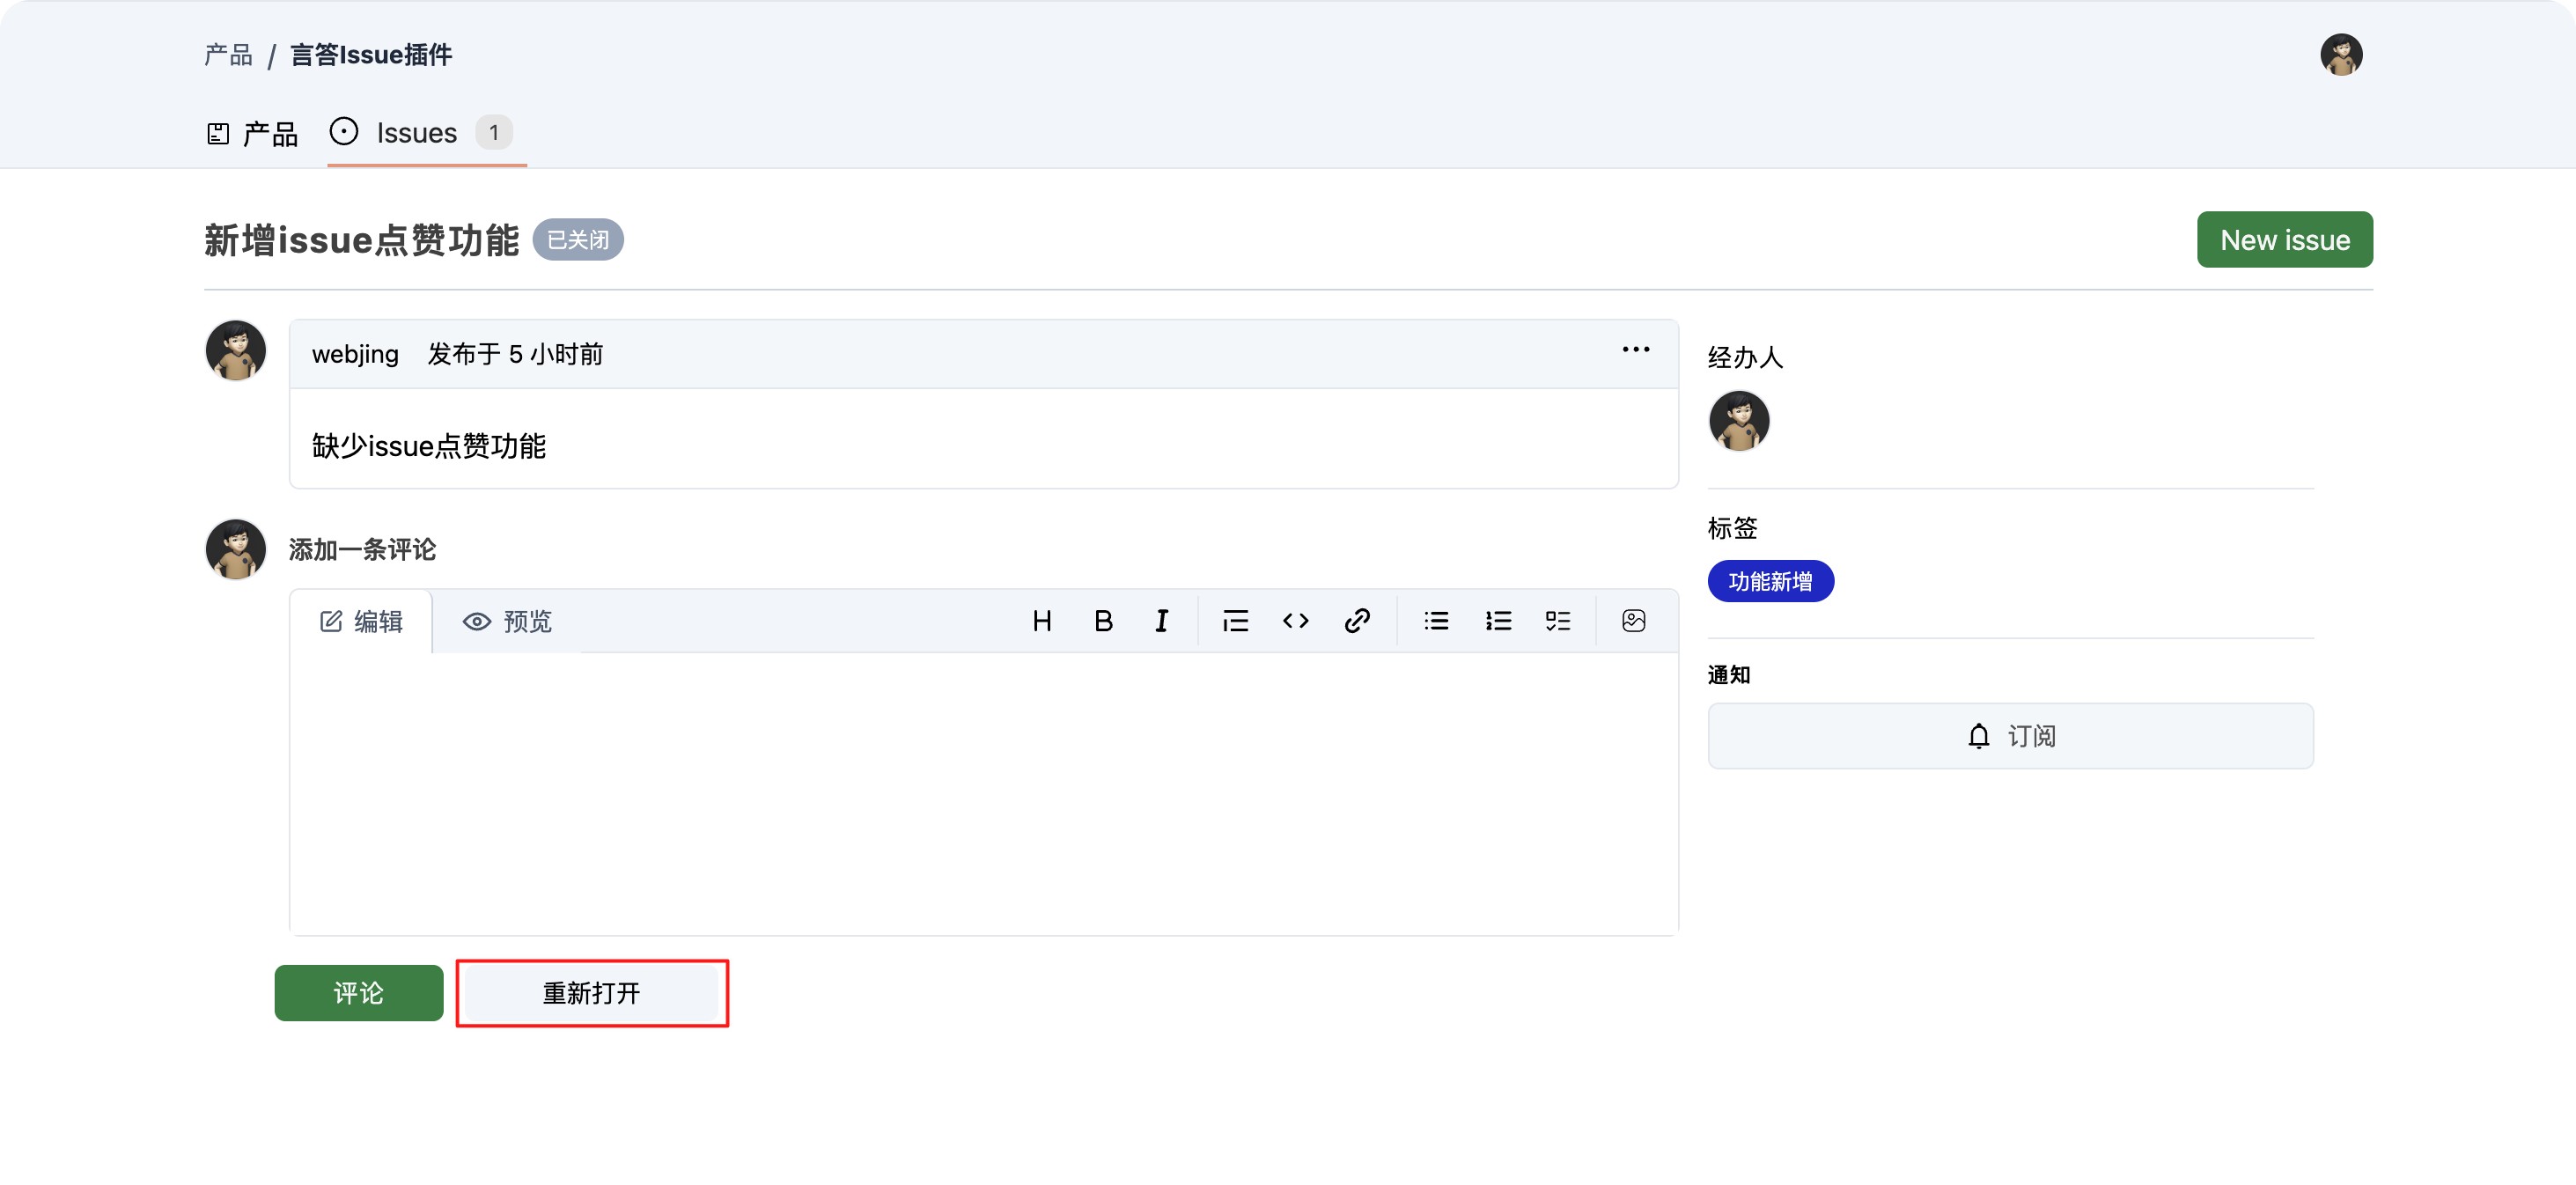 产品 / 言答Issue插件
产品 Issues 1
新增issue点赞功能 已关闭 New issue
webjing 发布于 5 小时前
缺少issue点赞功能
经办人
标签
功能新增
通知
订阅
添加一条评论
编辑 预览 H B I
评论 重新打开